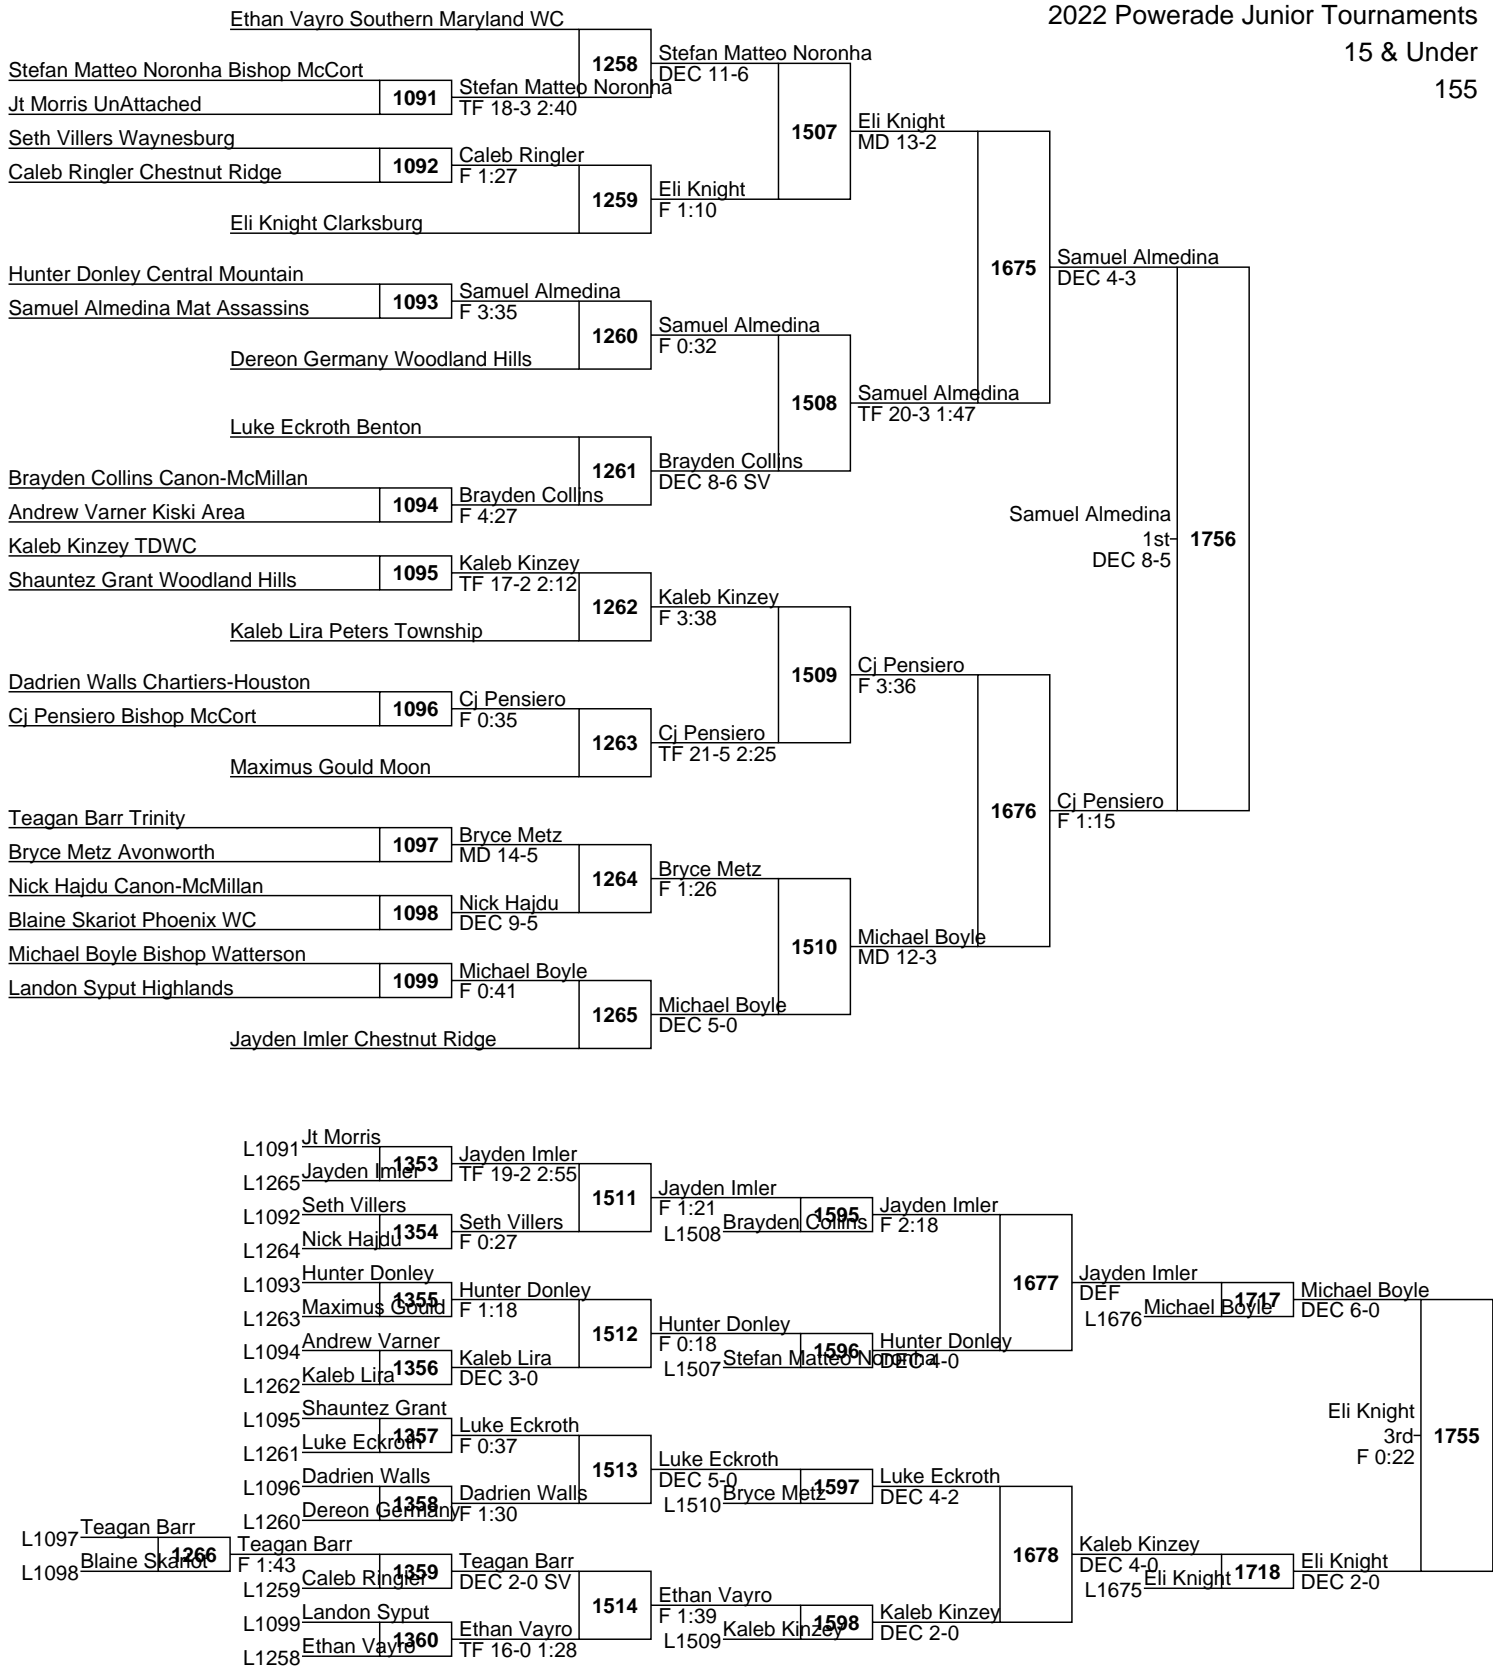 2022 Powerade Junior Tournaments
15 & Under
155
Ethan Vayro Southern Maryland WC
1258
Stefan Matteo Noronha
DEC 11-6
Stefan Matteo Noronha Bishop McCort
1091
Stefan Matteo Noronha
TF 18-3 2:40
Jt Morris UnAttached
1507
Eli Knight
MD 13-2
Seth Villers Waynesburg
1092
Caleb Ringler
F 1:27
Caleb Ringler Chestnut Ridge
1259
Eli Knight
F 1:10
Eli Knight Clarksburg
1675
Samuel Almedina
DEC 4-3
Hunter Donley Central Mountain
1093
Samuel Almedina
F 3:35
Samuel Almedina Mat Assassins
1260
Samuel Almedina
F 0:32
Dereon Germany Woodland Hills
1508
Samuel Almedina
TF 20-3 1:47
Luke Eckroth Benton
1261
Brayden Collins
DEC 8-6 SV
Brayden Collins Canon-McMillan
1094
Brayden Collins
F 4:27
Andrew Varner Kiski Area
Samuel Almedina
1st
DEC 8-5
1756
Kaleb Kinzey TDWC
1095
Kaleb Kinzey
TF 17-2 2:12
Shauntez Grant Woodland Hills
1262
Kaleb Kinzey
F 3:38
Kaleb Lira Peters Township
1509
Cj Pensiero
F 3:36
Dadrien Walls Chartiers-Houston
1096
Cj Pensiero
F 0:35
Cj Pensiero Bishop McCort
1263
Cj Pensiero
TF 21-5 2:25
Maximus Gould Moon
1676
Cj Pensiero
F 1:15
Teagan Barr Trinity
1097
Bryce Metz
MD 14-5
Bryce Metz Avonworth
1264
Bryce Metz
F 1:26
Nick Hajdu Canon-McMillan
1098
Nick Hajdu
DEC 9-5
Blaine Skariot Phoenix WC
1510
Michael Boyle
MD 12-3
Michael Boyle Bishop Watterson
1099
Michael Boyle
F 0:41
Landon Syput Highlands
1265
Michael Boyle
DEC 5-0
Jayden Imler Chestnut Ridge
L1091 Jt Morris
1353
Jayden Imler
TF 19-2 2:55
L1265 Jayden Imler
1511
Jayden Imler
F 1:21
L1092 Seth Villers
1354
Seth Villers
F 0:27
L1264 Nick Hajdu
L1508 Brayden Collins
1595
Jayden Imler
F 2:18
L1093 Hunter Donley
1355
Hunter Donley
F 1:18
L1263 Maximus Gould
1677
Jayden Imler
DEF
L1676 Michael Boyle
1717
Michael Boyle
DEC 6-0
1512
Hunter Donley
F 0:18
L1094 Andrew Varner
1356
Kaleb Lira
DEC 3-0
L1262 Kaleb Lira
L1507 Stefan Matteo Noronha
1596
Hunter Donley
DEC 4-0
L1095 Shauntez Grant
1357
Luke Eckroth
F 0:37
L1261 Luke Eckroth
Eli Knight
3rd
F 0:22
1755
1513
Luke Eckroth
DEC 5-0
L1096 Dadrien Walls
1358
Dadrien Walls
F 1:30
L1260 Dereon Germany
L1510 Bryce Metz
1597
Luke Eckroth
DEC 4-2
L1097 Teagan Barr
1266
Teagan Barr
F 1:43
L1098 Blaine Skariot
1359
Teagan Barr
DEC 2-0 SV
L1259 Caleb Ringler
1678
Kaleb Kinzey
DEC 4-0
L1675 Eli Knight
1718
Eli Knight
DEC 2-0
1514
Ethan Vayro
F 1:39
L1099 Landon Syput
1360
Ethan Vayro
TF 16-0 1:28
L1258 Ethan Vayro
L1509 Kaleb Kinzey
1598
Kaleb Kinzey
DEC 2-0